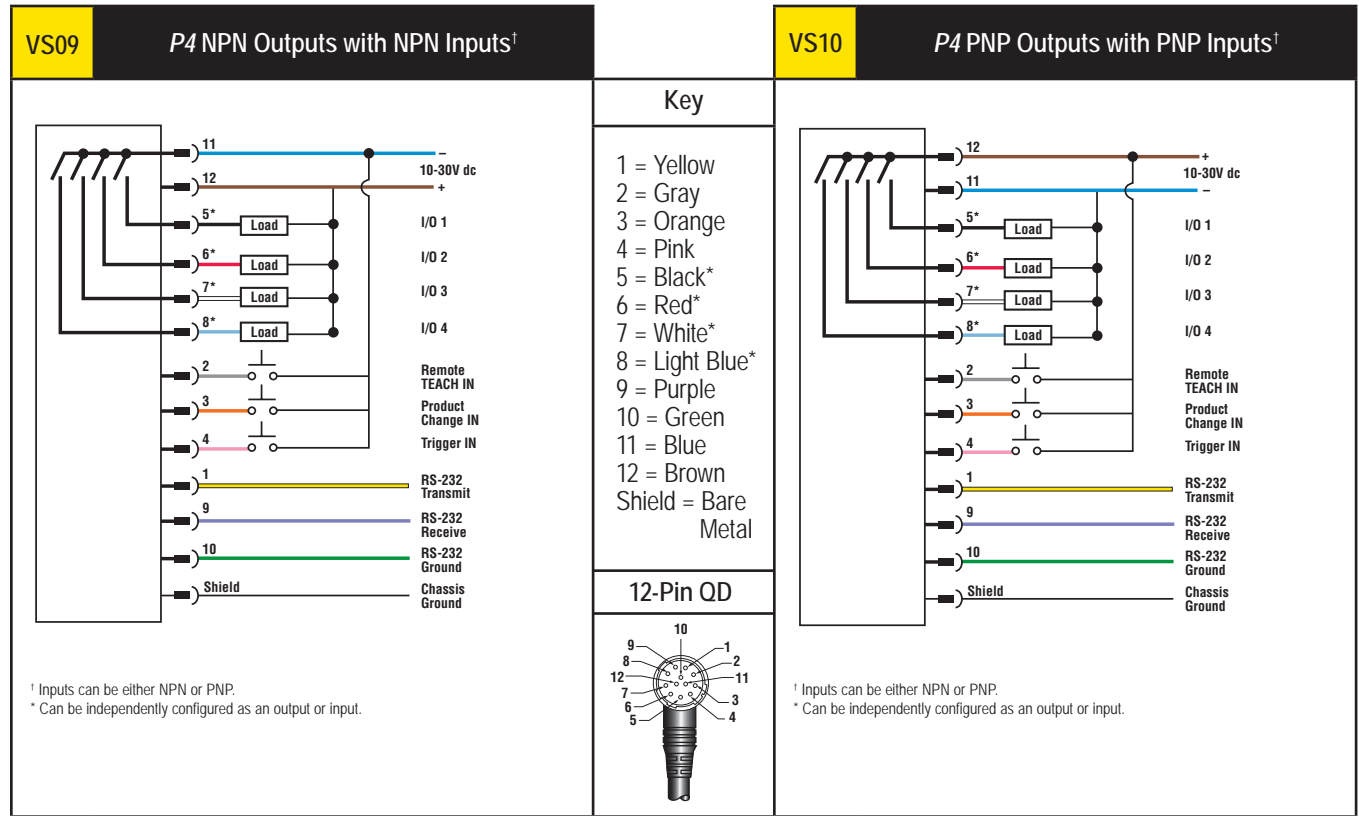 VS09
P4 NPN Outputs with NPN Inputs†
11
–
10-30V dc
12
+
5*
Load
I/O 1
6*
Load
I/O 2
7*
Load
I/O 3
8*
Load
I/O 4
2
Remote
TEACH IN
3
Product
Change IN
4
Trigger IN
1
RS-232
Transmit
9
RS-232
Receive
10
RS-232
Ground
Shield
Chassis
Ground
† Inputs can be either NPN or PNP.
* Can be independently configured as an output or input.
Key
1 = Yellow
2 = Gray
3 = Orange
4 = Pink
5 = Black*
6 = Red*
7 = White*
8 = Light Blue*
9 = Purple
10 = Green
11 = Blue
12 = Brown
Shield = Bare
Metal
12-Pin QD
10
9
1
8
2
12
11
7
3
6
5
4
VS10
P4 PNP Outputs with PNP Inputs†
12
+
10-30V dc
11
–
5*
Load
I/O 1
6*
Load
I/O 2
7*
Load
I/O 3
8*
Load
I/O 4
2
Remote
TEACH IN
3
Product
Change IN
4
Trigger IN
1
RS-232
Transmit
9
RS-232
Receive
10
RS-232
Ground
Shield
Chassis
Ground
† Inputs can be either NPN or PNP.
* Can be independently configured as an output or input.